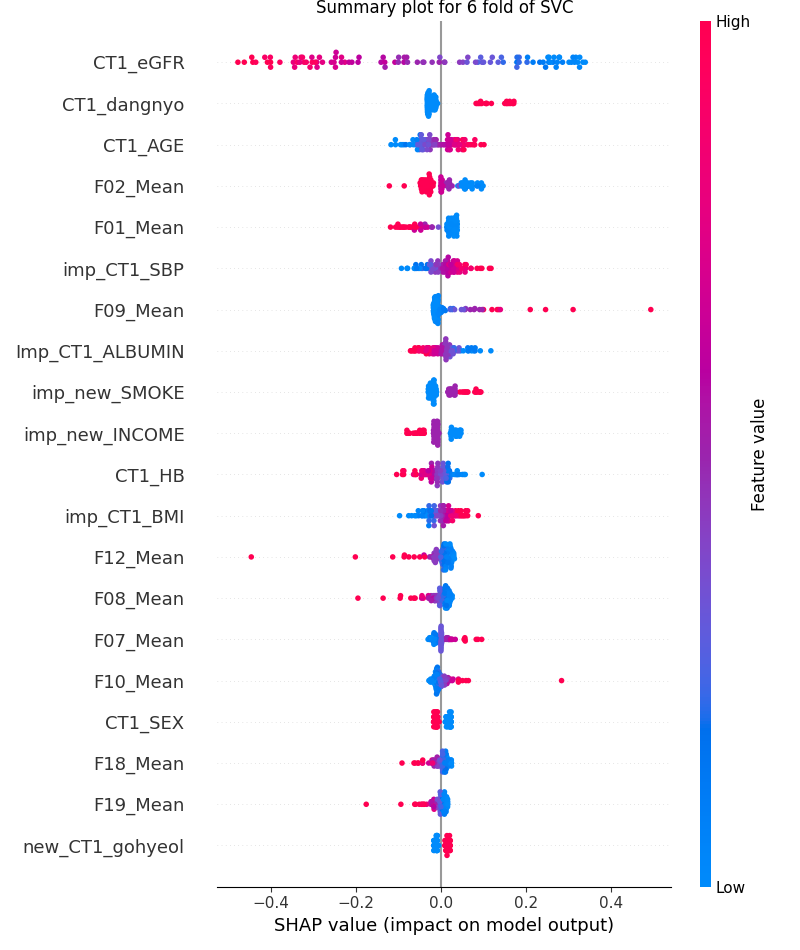 Summary plot for 6 fold of SVC
High
CT1_eGFR
CT1_dangnyo
CT1_AGE
F02_Mean
F01_Mean
imp_CT1_SBP
F09_Mean
Imp_CT1_ALBUMIN
imp_new_SMOKE
imp_new_INCOME
CT1_HB
imp_CT1_BMI
F12_Mean
F08_Mean
F07_Mean
F10_Mean
CT1_SEX
F18_Mean
F19_Mean
new_CT1_gohyeol
Feature value
Low
−0.4 −0.2 0.0 0.2 0.4
SHAP value (impact on model output)